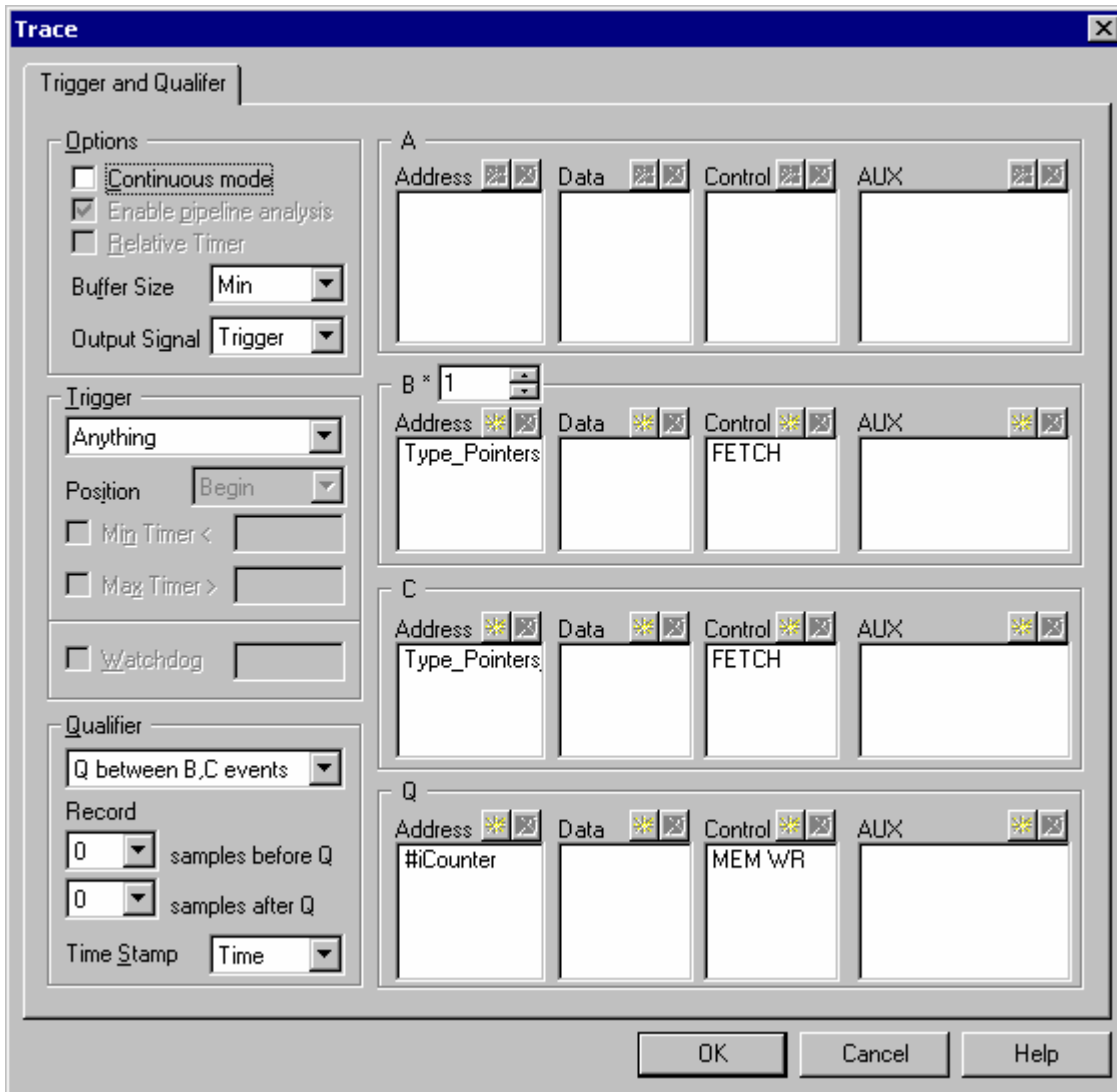 Trace
Trigger and Qualifer
Options
Continuous mode
Enable pipeline analysis
Relative Timer
Buffer Size Min
Output Signal Trigger
Trigger
Anything
Position Begin
Min Timer <
Max Timer >
Watchdog
Qualifier
Q between B,C events
Record
0 samples before Q
0 samples after Q
Time Stamp Time
A
Address Data Control AUX
B * 1
Address Data Control AUX
Type_Pointers FETCH
C
Address Data Control AUX
Type_Pointers_ FETCH
Q
Address Data Control AUX
#iCounter MEM WR
OK Cancel Help